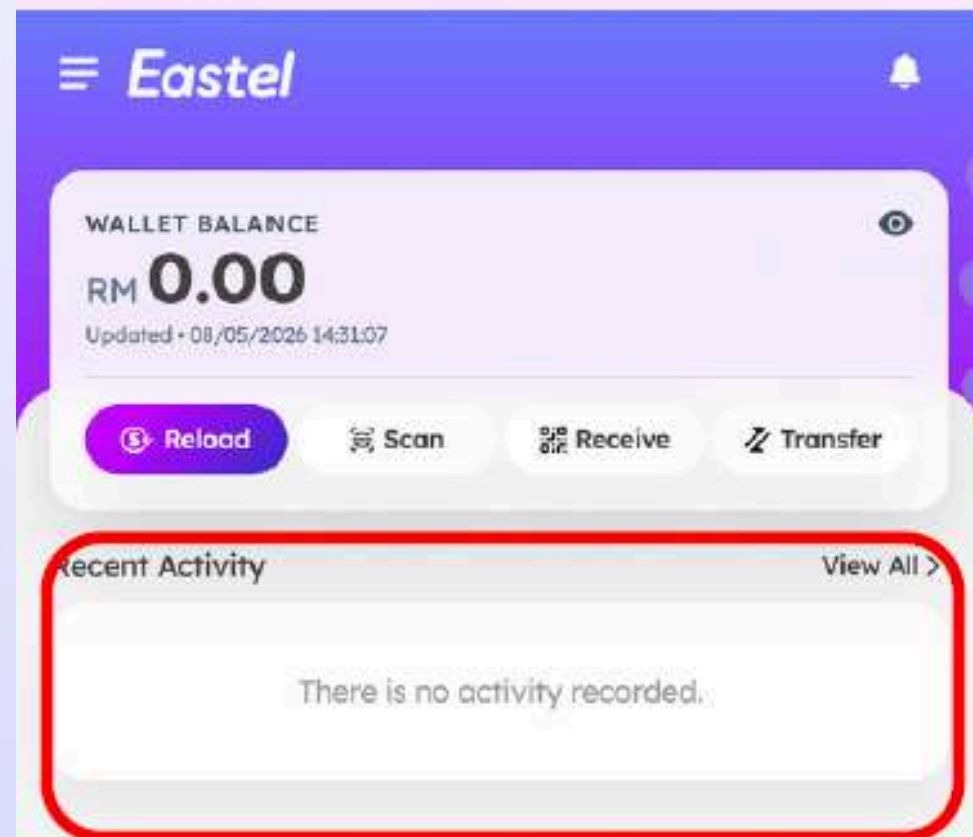 Eastel
WALLET BALANCE
RM 0.00
Updated • 08/05/2026 14:31:07
Reload Scan Receive Transfer
Recent Activity View All >
There is no activity recorded.